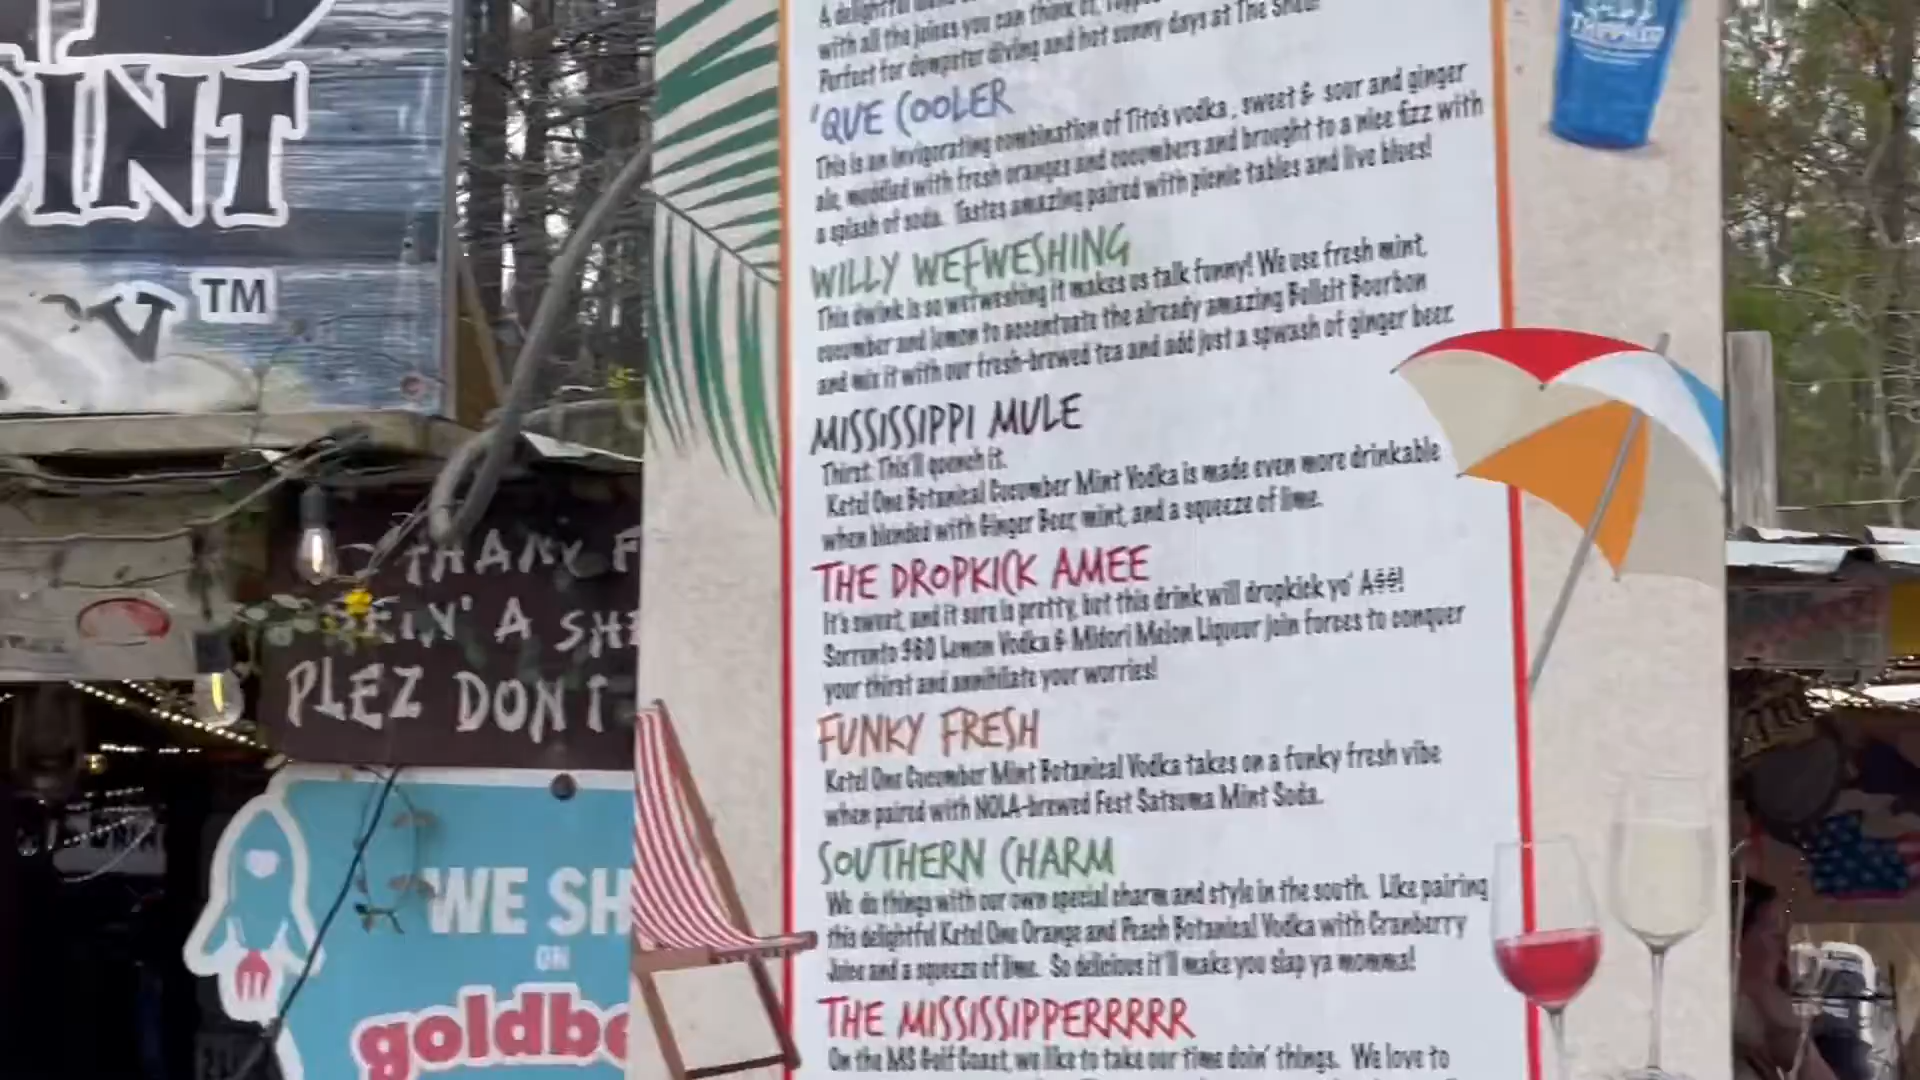 OINT
TM
THANK F
PLEZ DON'T
WE SH
ON
goldbe
A delightful
with all the juices you can think of,
Perfect for dumpster diving and hot sunny days at The Shed!
'QUE COOLER
This is an invigorating combination of Tito's vodka, sweet & sour and ginger
ale, muddled with fresh oranges and cucumbers and brought to a nice fizz with
a splash of soda. Tastes amazing paired with picnic tables and live blues!
WILLY WEFWESHING
This dwink is so wefweshing it makes us talk funny! We use fresh mint,
cucumber and lemon to accentuate the already amazing Bulleit Bourbon
and mix it with our fresh-brewed tea and add just a spwash of ginger beer.
MISSISSIPPI MULE
Thirst. This'll quench it.
Ketel One Botanical Cucumber Mint Vodka is made even more drinkable
when blended with Ginger Beer, mint, and a squeeze of lime.
THE DROPKICK AMEE
It's sweet, and it sure is pretty, but this drink will dropkick yo' A$$!
Sorrento 960 Lemon Vodka & Midori Melon Liqueur join forces to conquer
your thirst and annihilate your worries!
FUNKY FRESH
Ketel One Cucumber Mint Botanical Vodka takes on a funky fresh vibe
when paired with NOLA-brewed Fest Satsuma Mint Soda.
SOUTHERN CHARM
We do things with our own special charm and style in the south. Like pairing
this delightful Ketel One Orange and Peach Botanical Vodka with Cranberry
Juice and a squeeze of lime. So delicious it'll make you slap ya momma!
THE MISSISSIPPERRRRR
On the MS Gulf Coast, we like to take our time doin' things. We love to